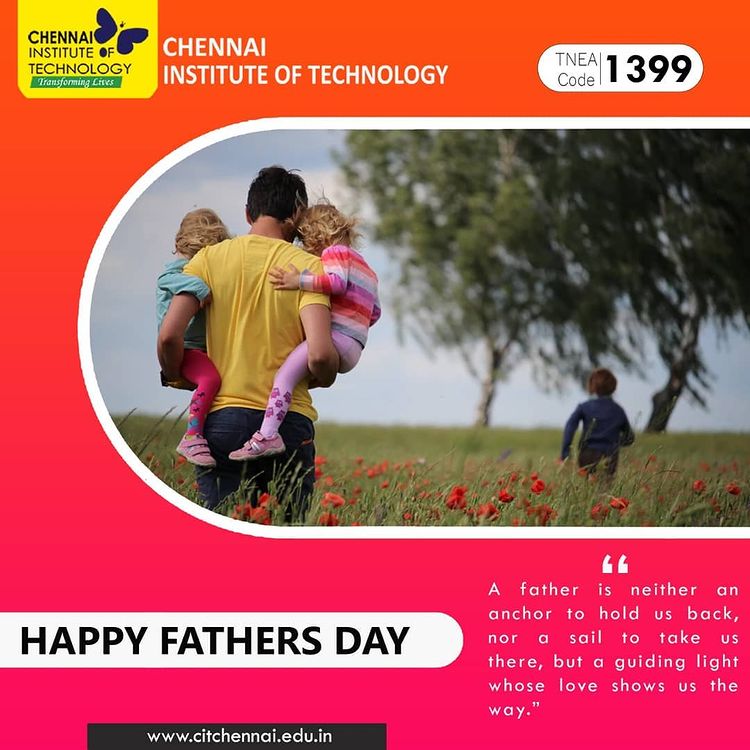 CHENNAI
INSTITUTE OF
TECHNOLOGY
Transforming Lives
CHENNAI
INSTITUTE OF TECHNOLOGY
TNEA
Code
1399
“
A father is neither an
anchor to hold us back,
nor a sail to take us
there, but a guiding light
whose love shows us the
way.”
HAPPY FATHERS DAY
www.citchennai.edu.in